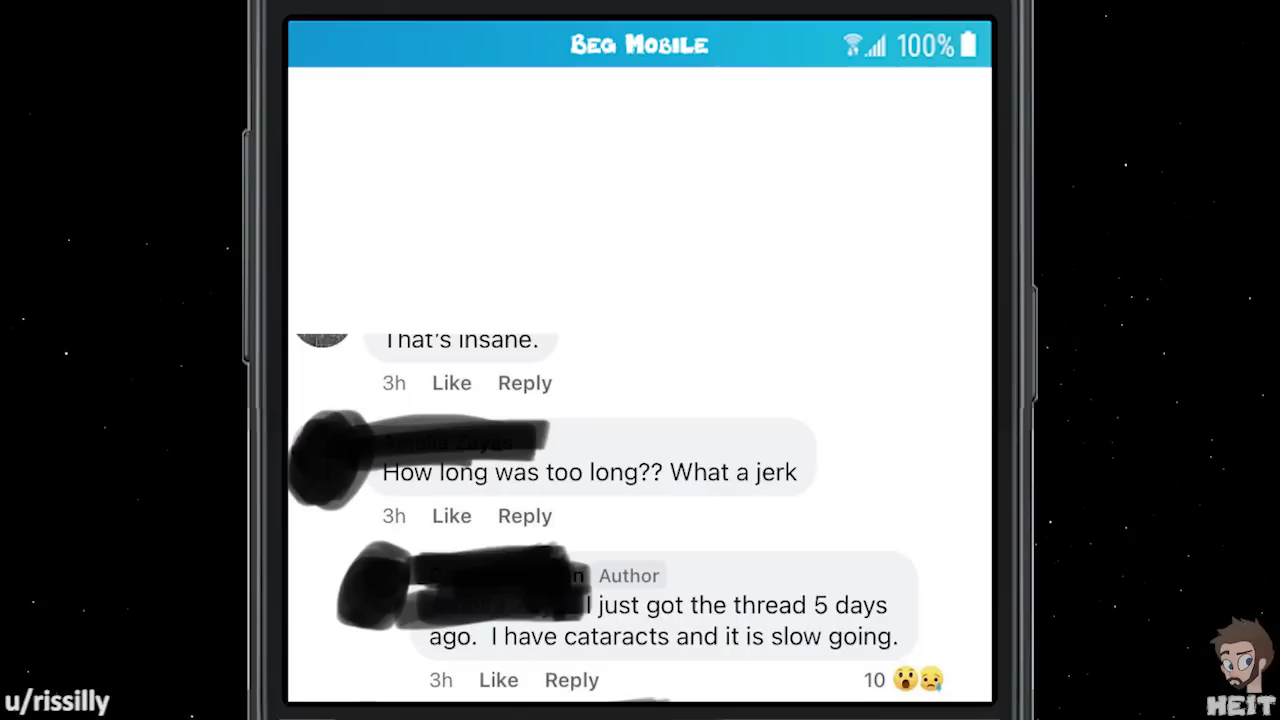 BEG MOBILE
100%
That's insane.
3h Like Reply
How long was too long?? What a jerk
3h Like Reply
Author
I just got the thread 5 days
ago. I have cataracts and it is slow going.
3h Like Reply 10
u/rissilly
HEIT